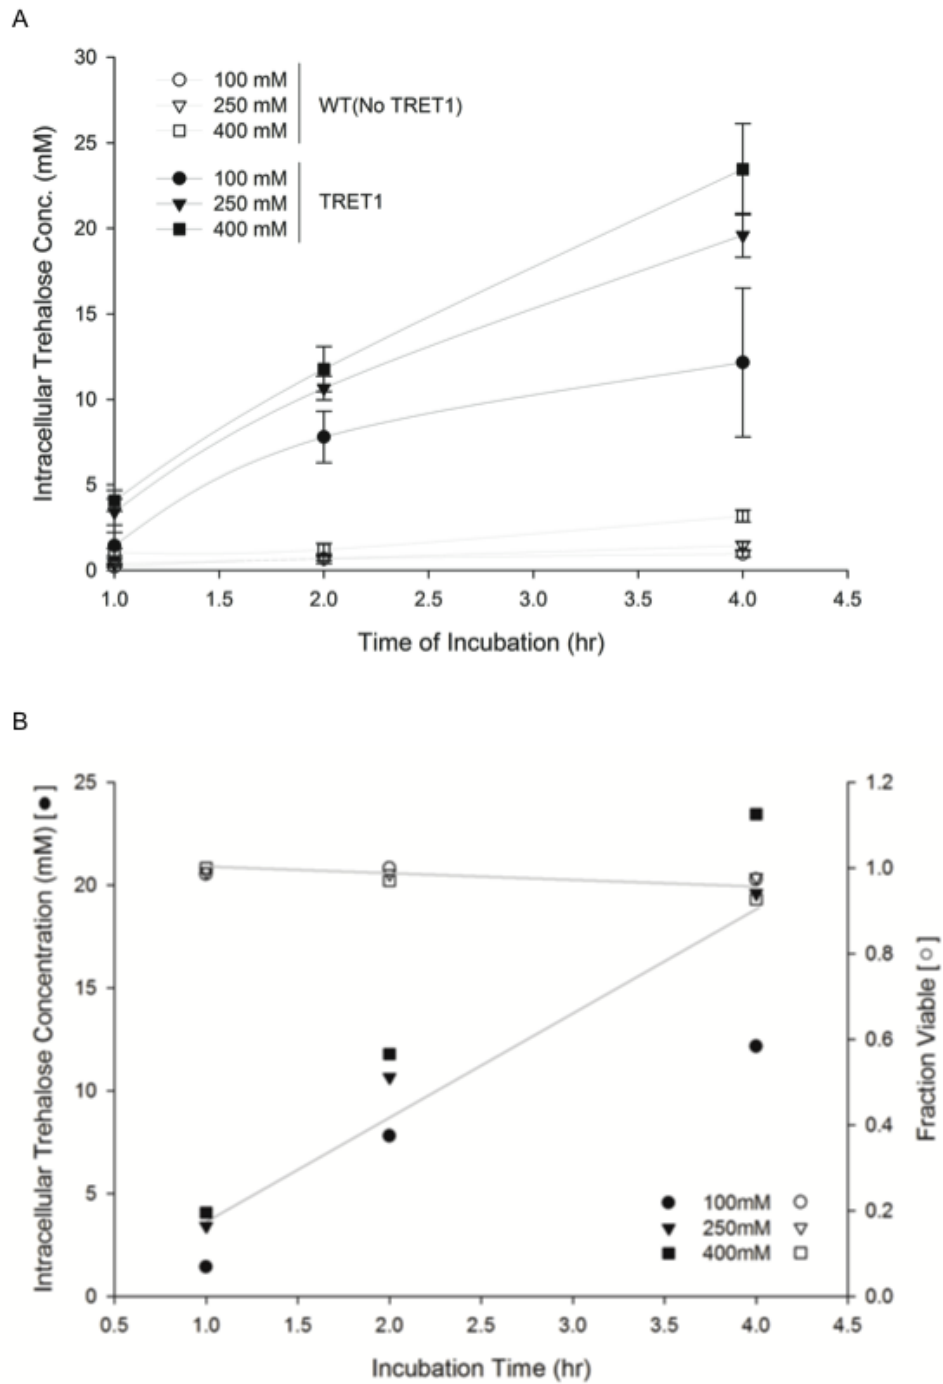 A
30
25
20
15
10
5
0
Intracellular Trehalose Conc. (mM)
100 mM
250 mM
400 mM
WT(No TRET1)
100 mM
250 mM
400 mM
TRET1
1.0 1.5 2.0 2.5 3.0 3.5 4.0 4.5
Time of Incubation (hr)
B
25
20
15
10
5
0
Intracellular Trehalose Concentration (mM) [●]
1.2
1.0
0.8
0.6
0.4
0.2
0.0
Fraction Viable [○]
100mM
250mM
400mM
0.5 1.0 1.5 2.0 2.5 3.0 3.5 4.0 4.5
Incubation Time (hr)